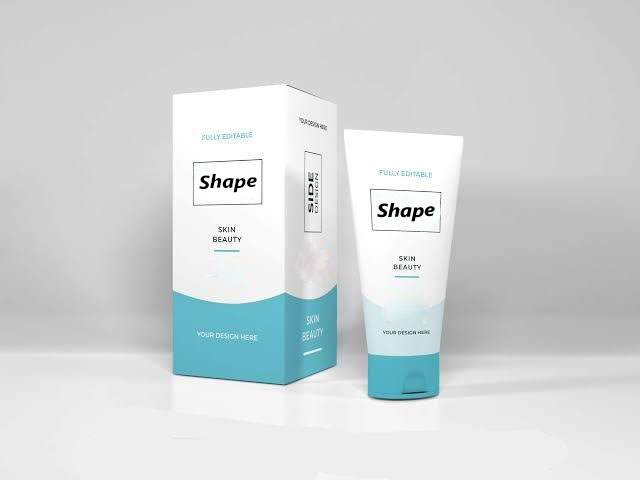 FULLY EDITABLE
Shape
SKIN
BEAUTY
YOUR DESIGN HERE
YOUR DESIGN HERE
SIDE
DESIGN
SKIN
BEAUTY
FULLY EDITABLE
Shape
SKIN
BEAUTY
YOUR DESIGN HERE